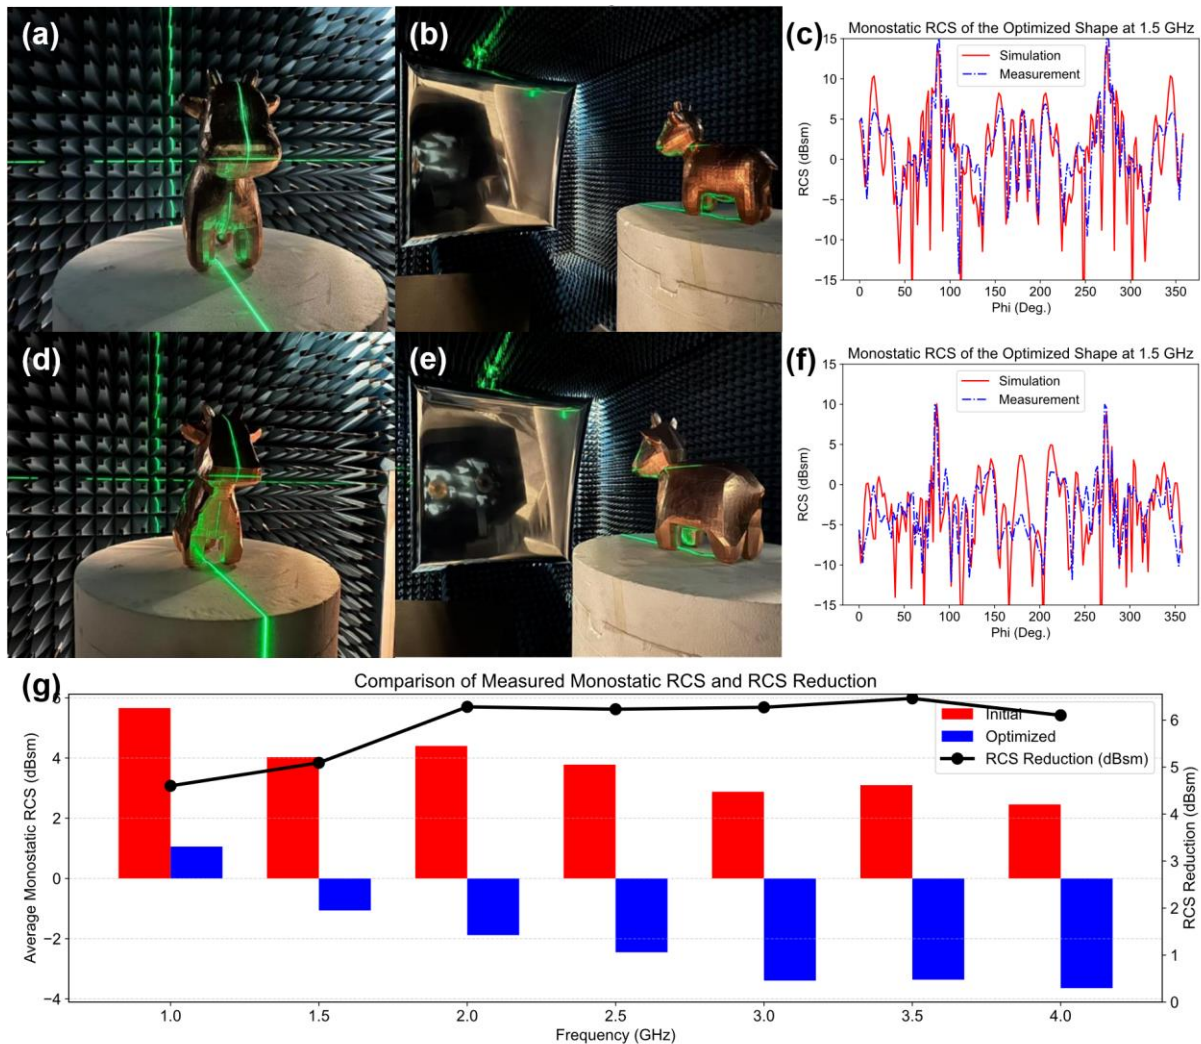 (a)
(b)
(c)
Monostatic RCS of the Optimized Shape at 1.5 GHz
Simulation
Measurement
RCS (dBsm)
15
10
5
0
−5
−10
−15
0 50 100 150 200 250 300 350
Phi (Deg.)
(d)
(e)
(f)
Monostatic RCS of the Optimized Shape at 1.5 GHz
Simulation
Measurement
RCS (dBsm)
15
10
5
0
−5
−10
−15
0 50 100 150 200 250 300 350
Phi (Deg.)
(g)
Comparison of Measured Monostatic RCS and RCS Reduction
Initial
Optimized
RCS Reduction (dBsm)
Average Monostatic RCS (dBsm)
6
4
2
0
−2
−4
RCS Reduction (dBsm)
6
5
4
3
2
1
0
1.0 1.5 2.0 2.5 3.0 3.5 4.0
Frequency (GHz)